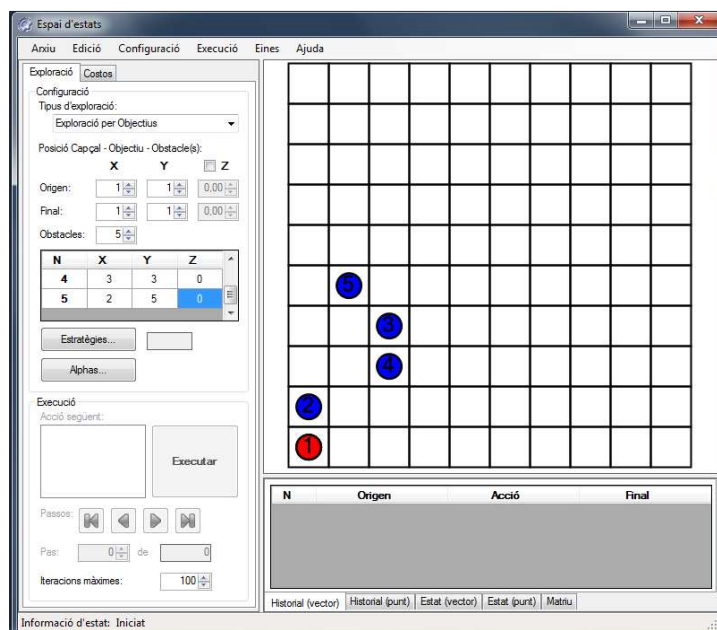 Espai d'estats
Arxiu Edició Configuració Execució Eines Ajuda
Exploració Costos
Configuració
Tipus d'exploració:
Exploració per Objectius
Posició Capçal - Objectiu - Obstacle(s):
X Y Z
Origen: 1 1 0,00
Final: 1 1 0,00
Obstacles: 5
N X Y Z
4 3 3 0
5 2 5 0
Estratègies...
Alphas...
Execució
Acció següent:
Executar
Passos:
Pas: 0 de 0
Iteracions màximes: 100
5
3
4
2
1
N Origen Acció Final
Historial (vector) Historial (punt) Estat (vector) Estat (punt) Matriu
Informació d'estat: Iniciat